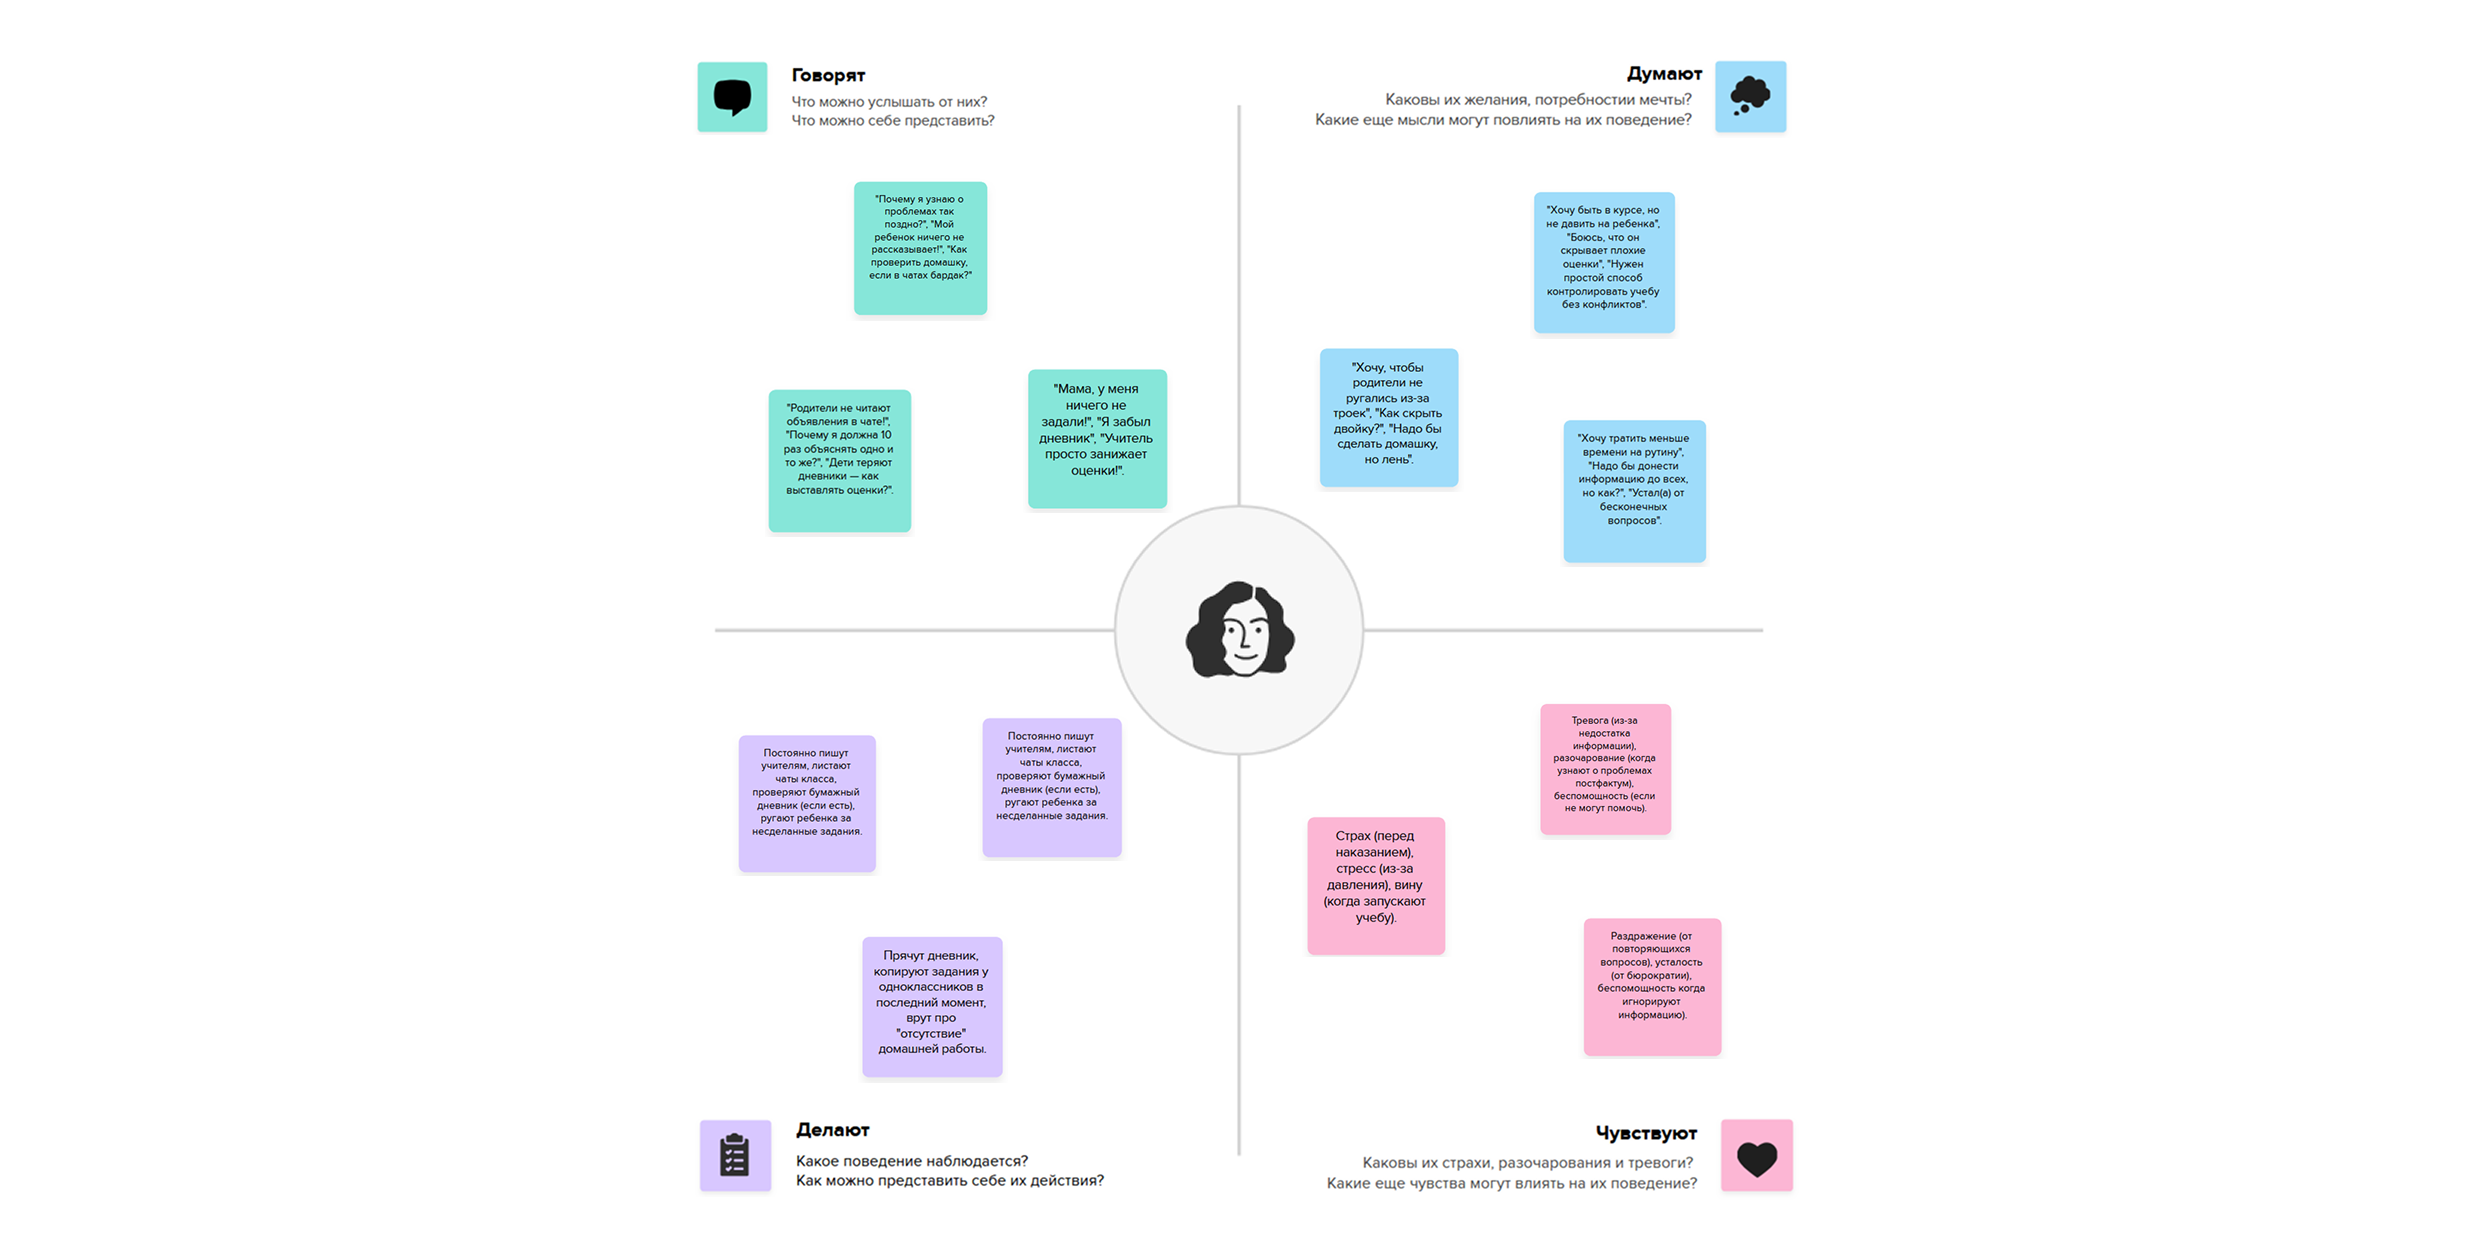 Говорят
Что можно услышать от них?
Что можно себе представить?
"Почему я узнаю о
проблемах так
поздно?", "Мой
ребенок ничего не
рассказывает!", "Как
проверить домашку,
если в чатах бардак?"
"Родители не читают
объявления в чате!",
"Почему я должна 10
раз объяснять одно и
то же?", "Дети теряют
дневники — как
выставлять оценки?".
"Мама, у меня
ничего не
задали!", "Я забыл
дневник", "Учитель
просто занижает
оценки!".
Думают
Каковы их желания, потребностии мечты?
Какие еще мысли могут повлиять на их поведение?
"Хочу быть в курсе, но
не давить на ребенка",
"Боюсь, что он
скрывает плохие
оценки", "Нужен
простой способ
контролировать учебу
без конфликтов".
"Хочу, чтобы
родители не
ругались из-за
троек", "Как скрыть
двойку?", "Надо бы
сделать домашку,
но лень".
"Хочу тратить меньше
времени на рутину",
"Надо бы донести
информацию до всех,
но как?", "Устал(а) от
бесконечных
вопросов".
Постоянно пишут
учителям, листают
чаты класса,
проверяют бумажный
дневник (если есть),
ругают ребенка за
несделанные задания.
Постоянно пишут
учителям, листают
чаты класса,
проверяют бумажный
дневник (если есть),
ругают ребенка за
несделанные задания.
Прячут дневник,
копируют задания у
одноклассников в
последний момент,
врут про
"отсутствие"
домашней работы.
Делают
Какое поведение наблюдается?
Как можно представить себе их действия?
Тревога (из-за
недостатка
информации),
разочарование (когда
узнают о проблемах
постфактум),
беспомощность (если
не могут помочь).
Страх (перед
наказанием),
стресс (из-за
давления), вину
(когда запускают
учебу).
Раздражение (от
повторяющихся
вопросов), усталость
(от бюрократии),
беспомощность когда
игнорируют
информацию).
Чувствуют
Каковы их страхи, разочарования и тревоги?
Какие еще чувства могут влиять на их поведение?